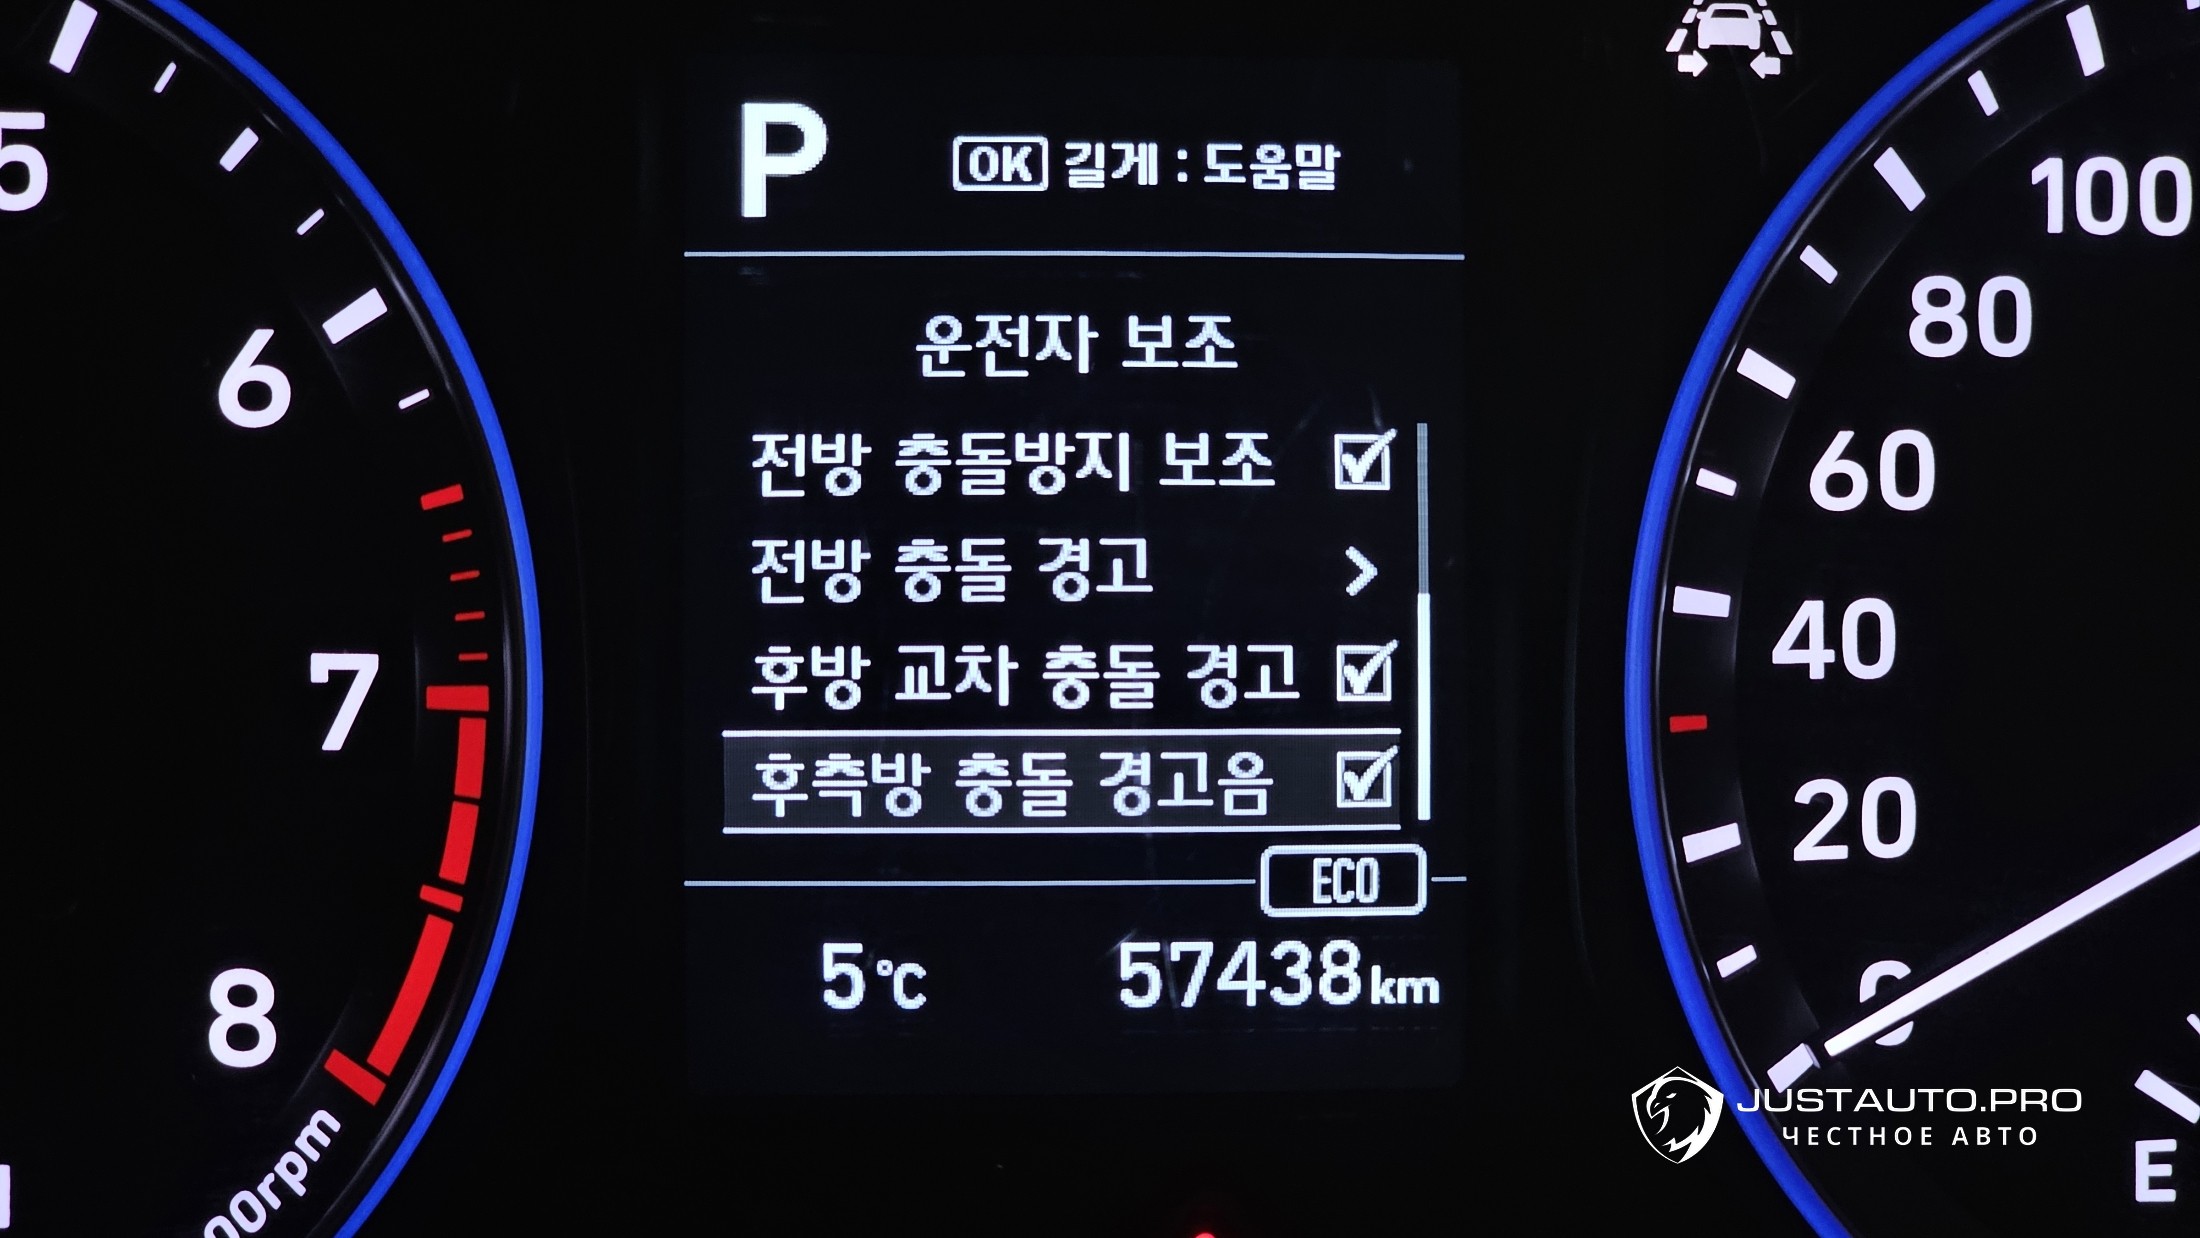 P
OK 길게 : 도움말
운전자 보조
전방 충돌방지 보조
전방 충돌 경고 >
후방 교차 충돌 경고
후측방 충돌 경고음
ECO
5°C 57438km
5
6
7
8
00rpm
100
80
60
40
20
0
E
JUSTAUTO.PRO
ЧЕСТНОЕ АВТО